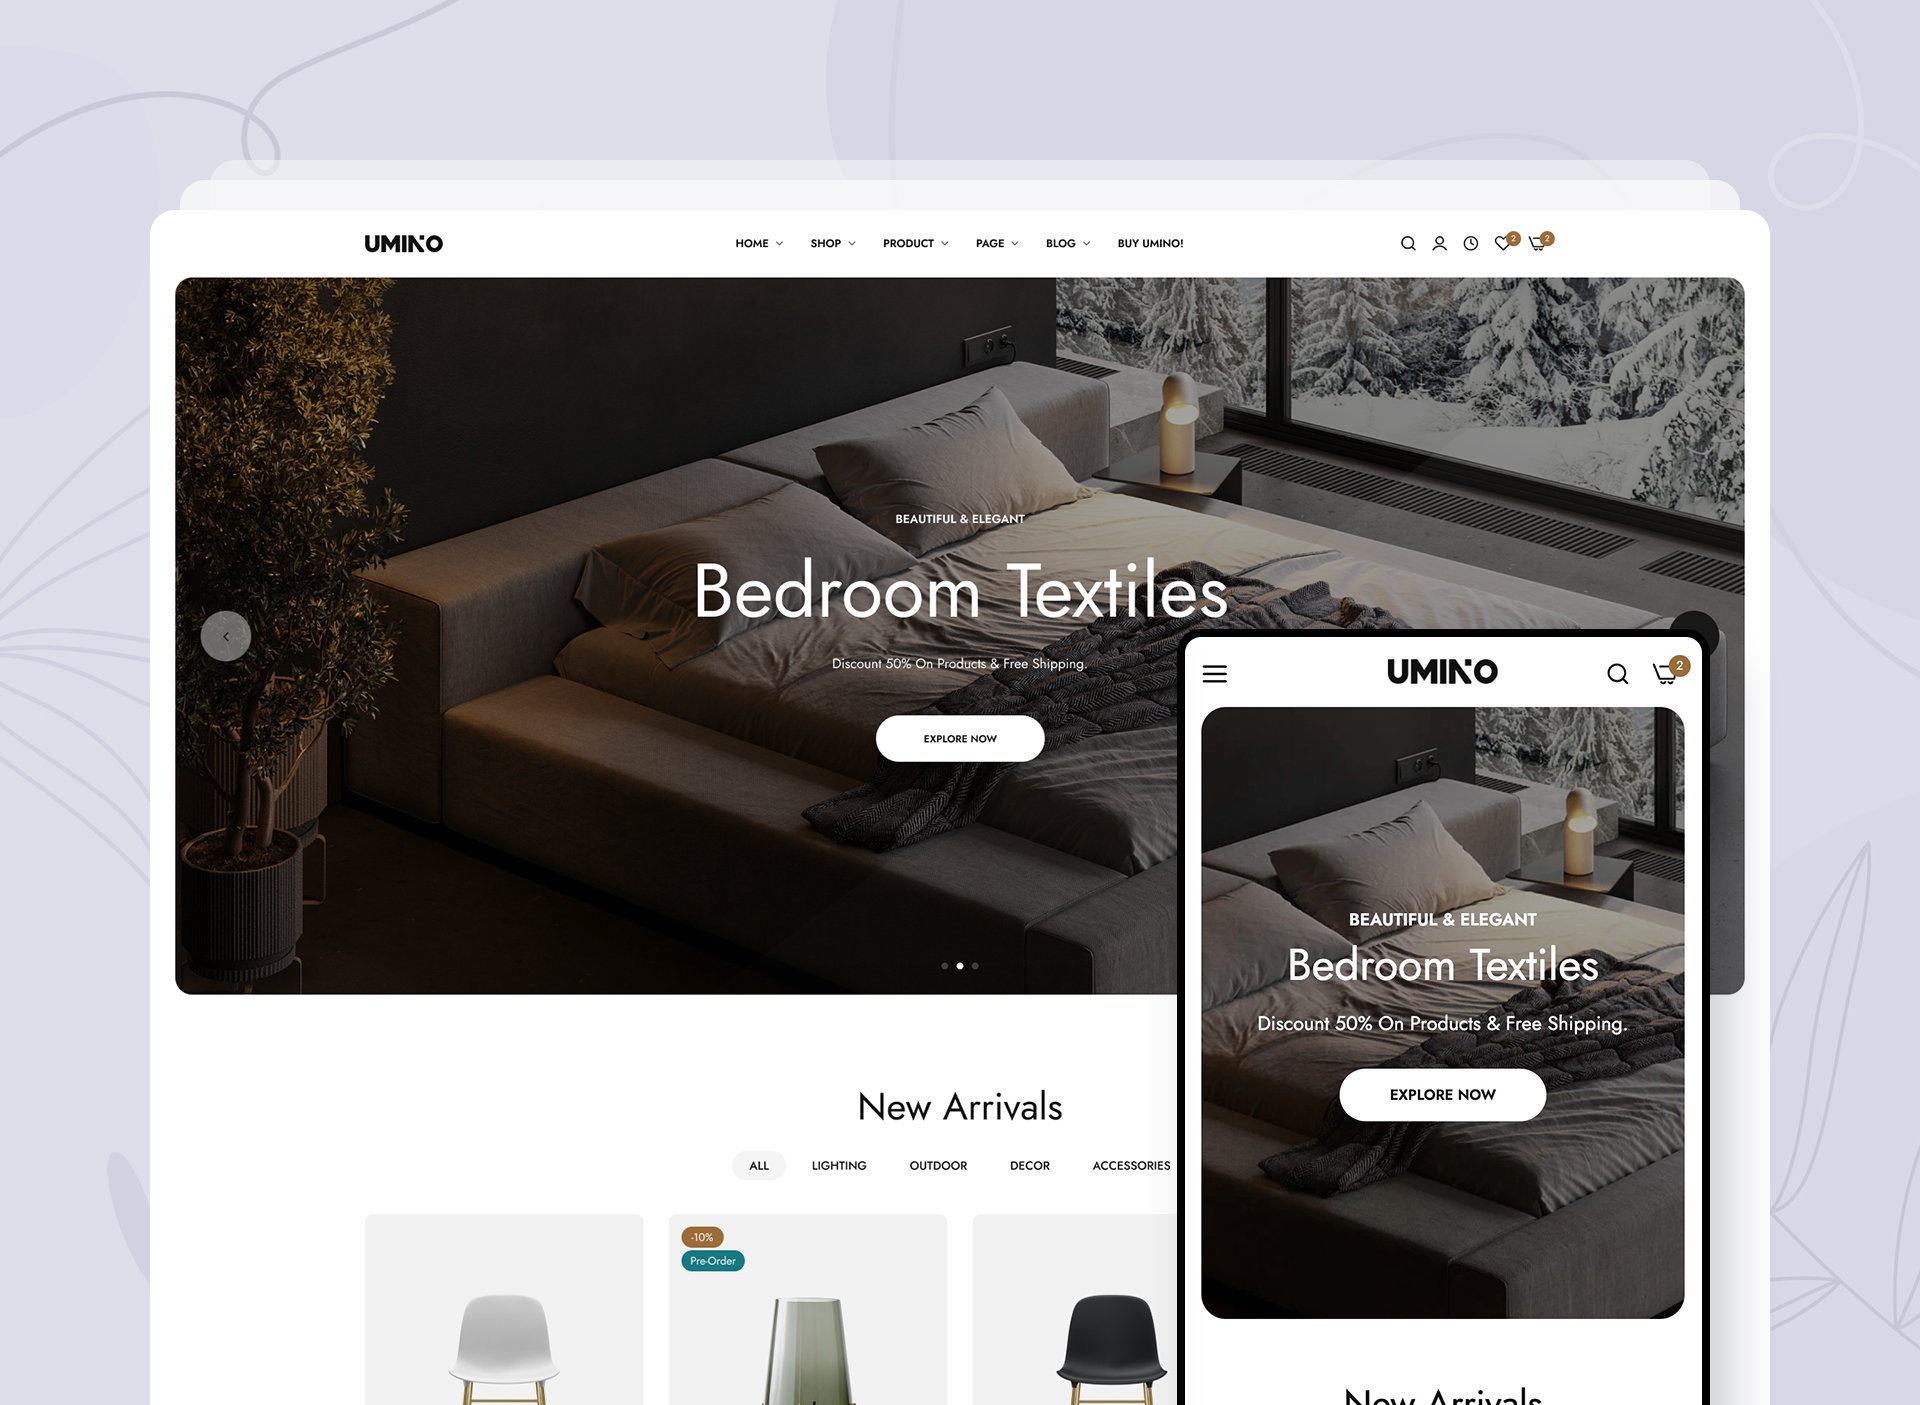 UMINO
HOME SHOP PRODUCT PAGE BLOG BUY UMINO!
2 2
BEAUTIFUL & ELEGANT
Bedroom Textiles
Discount 50% On Products & Free Shipping.
EXPLORE NOW
New Arrivals
ALL LIGHTING OUTDOOR DECOR ACCESSORIES
-10%
Pre-Order
UMINO
2
BEAUTIFUL & ELEGANT
Bedroom Textiles
Discount 50% On Products & Free Shipping.
EXPLORE NOW
New Arrivals